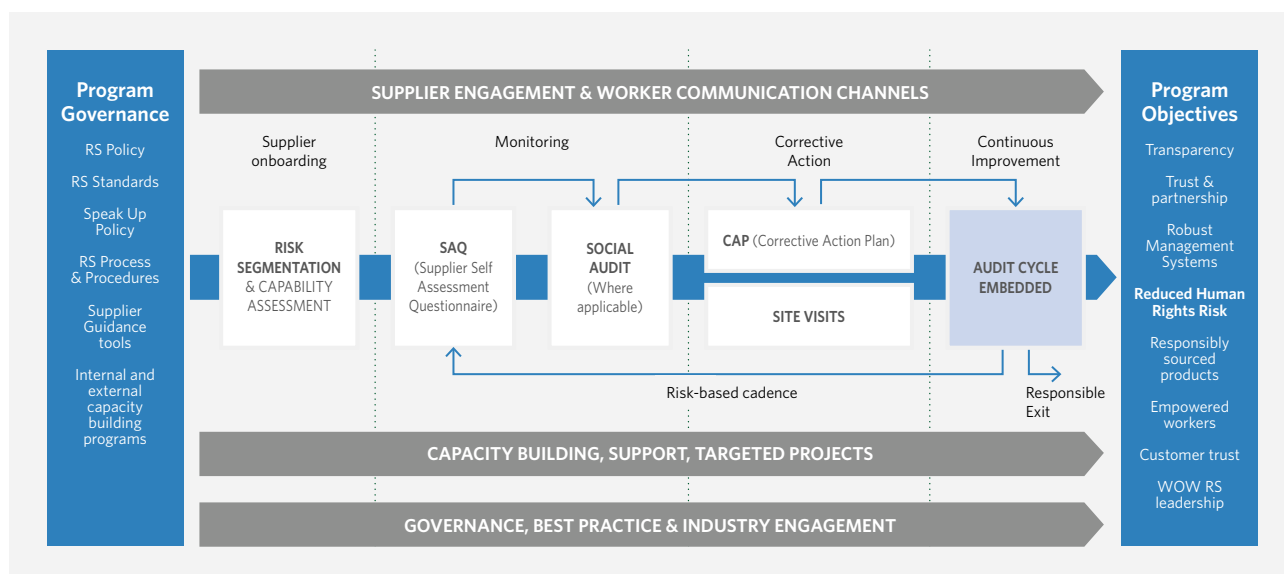 Program
Governance
RS Policy
RS Standards
Speak Up
Policy
RS Process
& Procedures
Supplier
Guidance
tools
Internal and
external
capacity
building
programs
SUPPLIER ENGAGEMENT & WORKER COMMUNICATION CHANNELS
Supplier
onboarding
Monitoring
Corrective
Action
Continuous
Improvement
RISK
SEGMENTATION
& CAPABILITY
ASSESSMENT
SAQ
(Supplier Self
Assessment
Questionnaire)
SOCIAL
AUDIT
(Where
applicable)
CAP (Corrective Action Plan)
SITE VISITS
AUDIT CYCLE
EMBEDDED
Risk-based cadence
Responsible
Exit
CAPACITY BUILDING, SUPPORT, TARGETED PROJECTS
GOVERNANCE, BEST PRACTICE & INDUSTRY ENGAGEMENT
Program
Objectives
Transparency
Trust &
partnership
Robust
Management
Systems
Reduced Human
Rights Risk
Responsibly
sourced
products
Empowered
workers
Customer trust
WOW RS
leadership